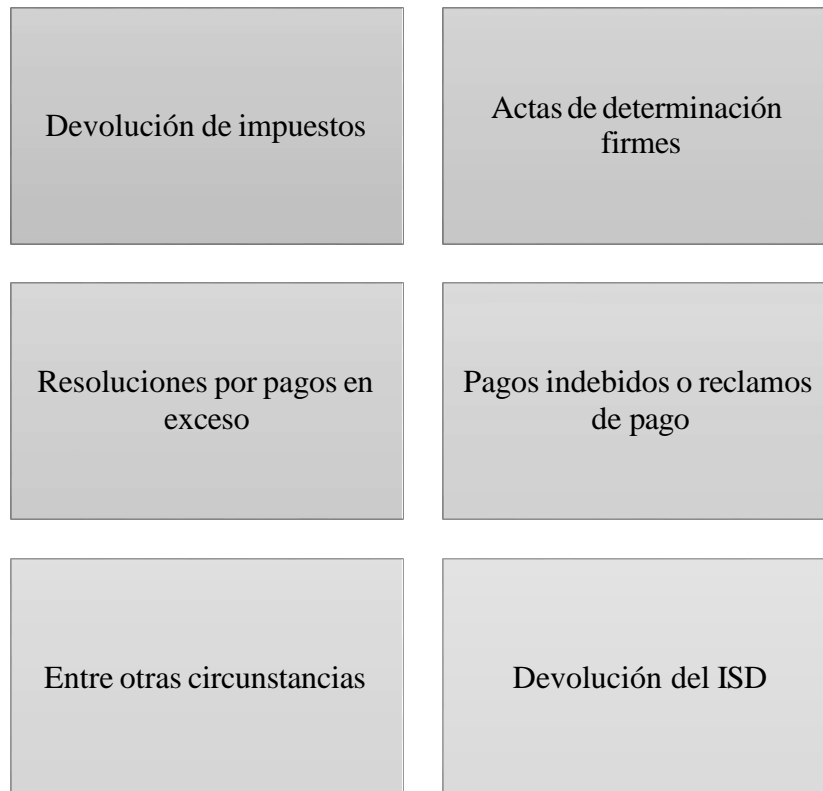 Devolución de impuestos
Actas de determinación
firmes
Resoluciones por pagos en
exceso
Pagos indebidos o reclamos
de pago
Entre otras circunstancias
Devolución del ISD